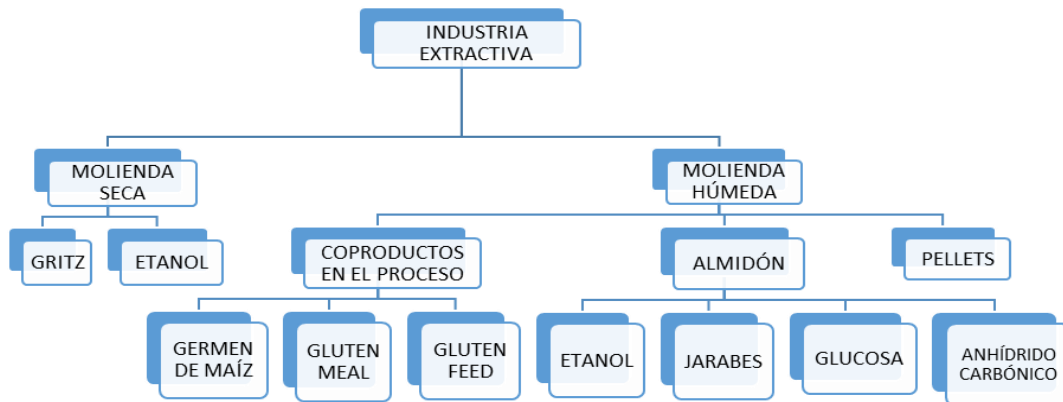 INDUSTRIA
EXTRACTIVA
MOLIENDA
SECA
MOLIENDA
HÚMEDA
GRITZ
ETANOL
COPRODUCTOS
EN EL PROCESO
ALMIDÓN
PELLETS
GERMEN
DE MAÍZ
GLUTEN
MEAL
GLUTEN
FEED
ETANOL
JARABES
GLUCOSA
ANHÍDRIDO
CARBÓNICO